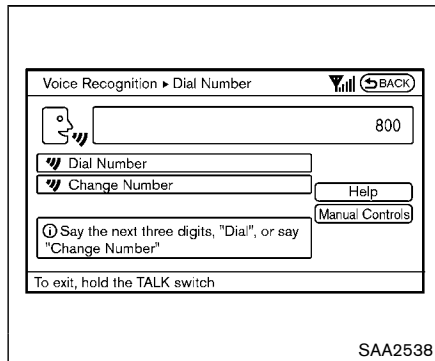 Voice Recognition ▸ Dial Number
BACK
800
Dial Number
Change Number
Help
Manual Controls
Say the next three digits, "Dial", or say
"Change Number"
To exit, hold the TALK switch
SAA2538